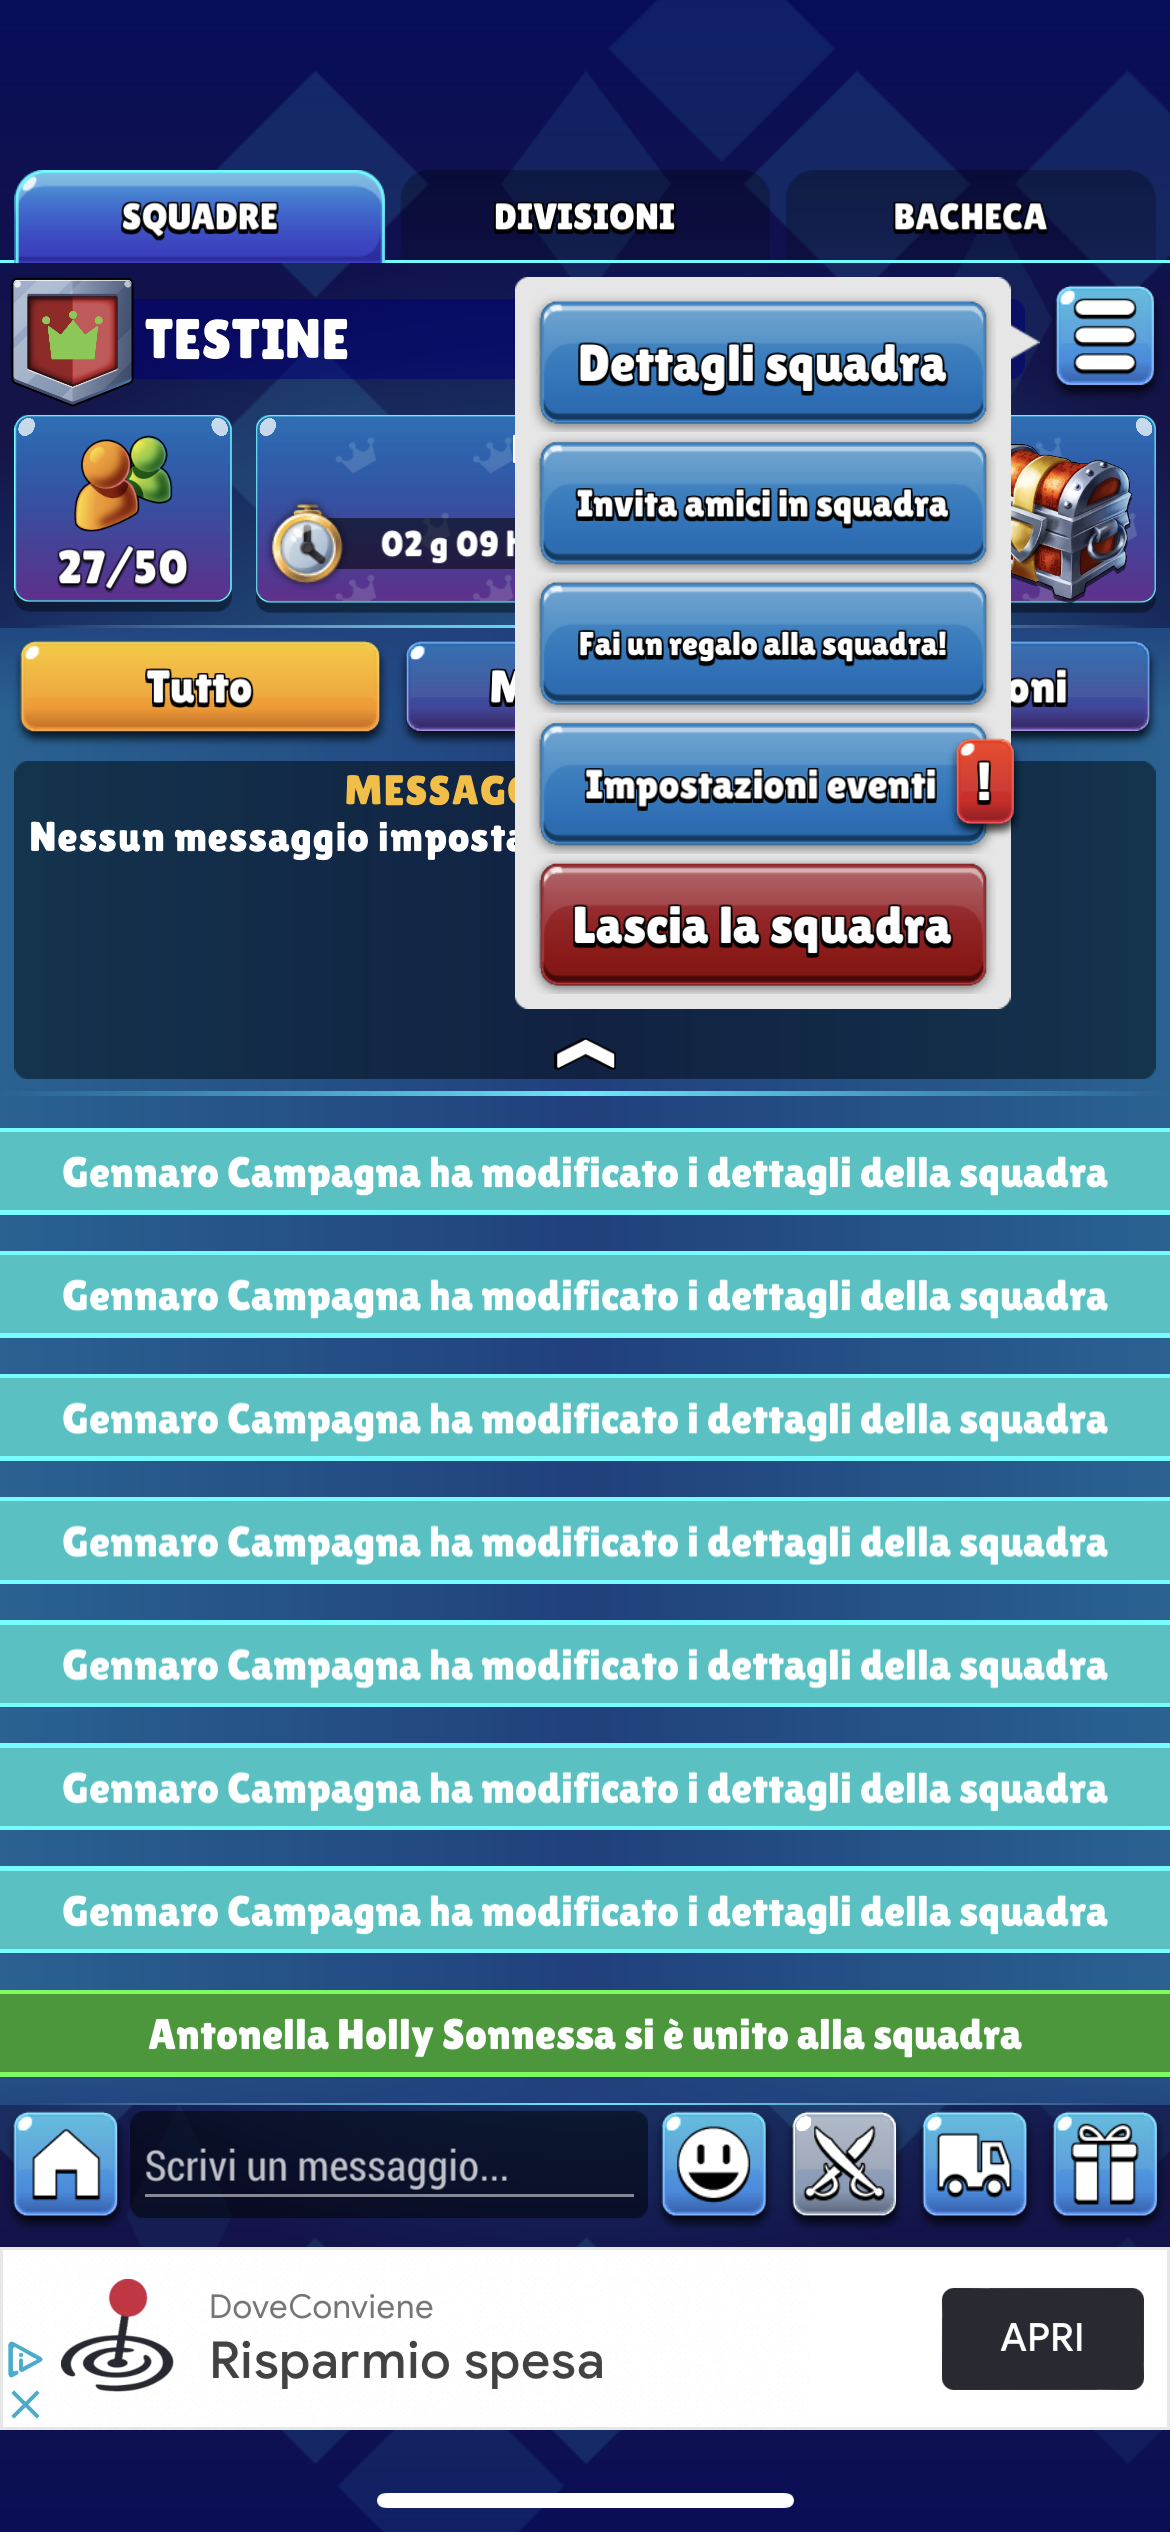 SQUADRE
DIVISIONI
BACHECA
TESTINE
Dettagli squadra
Invita amici in squadra
27/50
02 g 09 h
Fai un regalo alla squadra!
Tutto
M
oni
Impostazioni eventi
!
MESSAGG
Nessun messaggio imposta
Lascia la squadra
Gennaro Campagna ha modificato i dettagli della squadra
Gennaro Campagna ha modificato i dettagli della squadra
Gennaro Campagna ha modificato i dettagli della squadra
Gennaro Campagna ha modificato i dettagli della squadra
Gennaro Campagna ha modificato i dettagli della squadra
Gennaro Campagna ha modificato i dettagli della squadra
Gennaro Campagna ha modificato i dettagli della squadra
Antonella Holly Sonnessa si è unito alla squadra
Scrivi un messaggio...
DoveConviene
Risparmio spesa
APRI